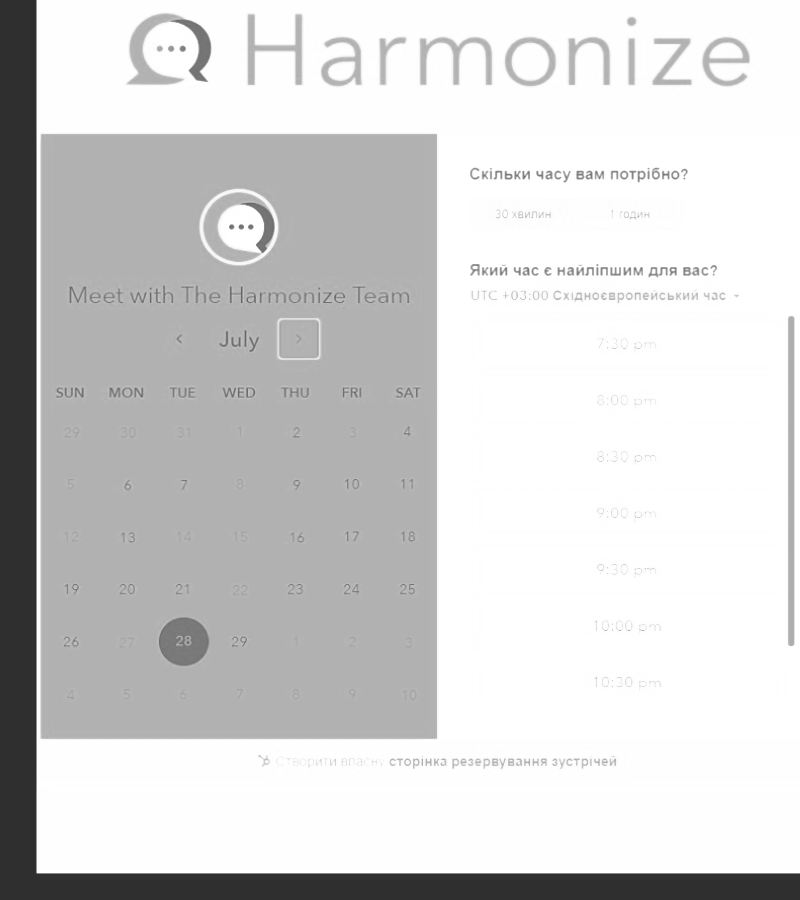 Harmonize
Meet with The Harmonize Team
July
SUN MON TUE WED THU FRI SAT
29 30 31 1 2 3 4
5 6 7 8 9 10 11
12 13 14 15 16 17 18
19 20 21 22 23 24 25
26 27 28 29 1 2 3
4 5 6 7 8 9 10
Скільки часу вам потрібно?
30 хвилин 1 годин
Який час є найліпшим для вас?
UTC +03:00 Східноєвропейський час
7:30 pm
8:00 pm
8:30 pm
9:00 pm
9:30 pm
10:00 pm
10:30 pm
Створити власну сторінка резервування зустрічей